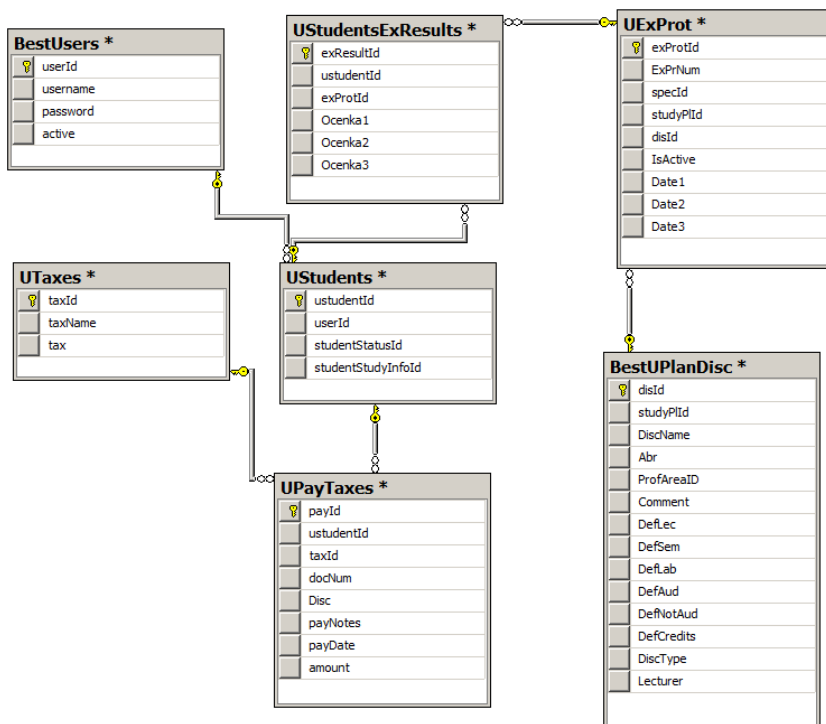 BestUsers *
userId
username
password
active
UStudentsExResults *
exResultId
ustudentId
exProtId
Ocenka1
Ocenka2
Ocenka3
UExProt *
exProtId
ExPrNum
specId
studyPlId
disId
IsActive
Date1
Date2
Date3
UTaxes *
taxId
taxName
tax
UStudents *
ustudentId
userId
studentStatusId
studentStudyInfoId
BestUPlanDisc *
disId
studyPlId
DiscName
Abr
ProfAreaID
Comment
DefLec
DefSem
DefLab
DefAud
DefNotAud
DefCredits
DiscType
Lecturer
UPayTaxes *
payId
ustudentId
taxId
docNum
Disc
payNotes
payDate
amount